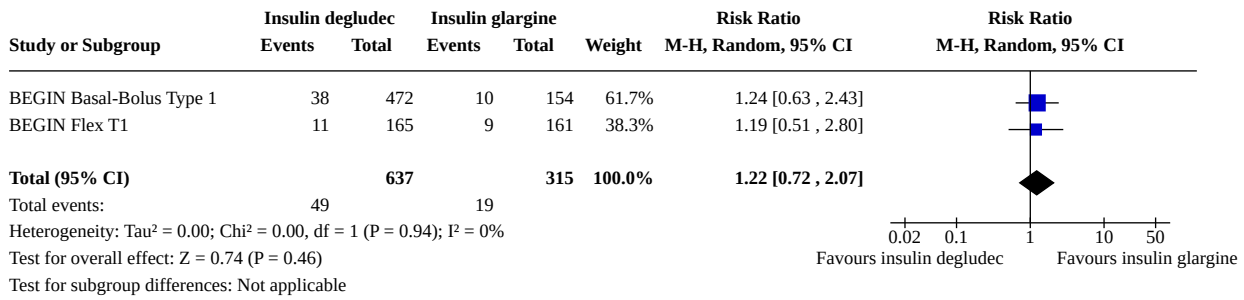 Insulin degludec Insulin glargine Risk Ratio Risk Ratio
Study or Subgroup Events Total Events Total Weight M-H, Random, 95% CI M-H, Random, 95% CI
BEGIN Basal-Bolus Type 1 38 472 10 154 61.7% 1.24 [0.63 , 2.43]
BEGIN Flex T1 11 165 9 161 38.3% 1.19 [0.51 , 2.80]
Total (95% CI) 637 315 100.0% 1.22 [0.72 , 2.07]
Total events: 49 19
Heterogeneity: Tau² = 0.00; Chi² = 0.00, df = 1 (P = 0.94); I² = 0%
0.02 0.1 1 10 50
Test for overall effect: Z = 0.74 (P = 0.46)
Favours insulin degludec Favours insulin glargine
Test for subgroup differences: Not applicable